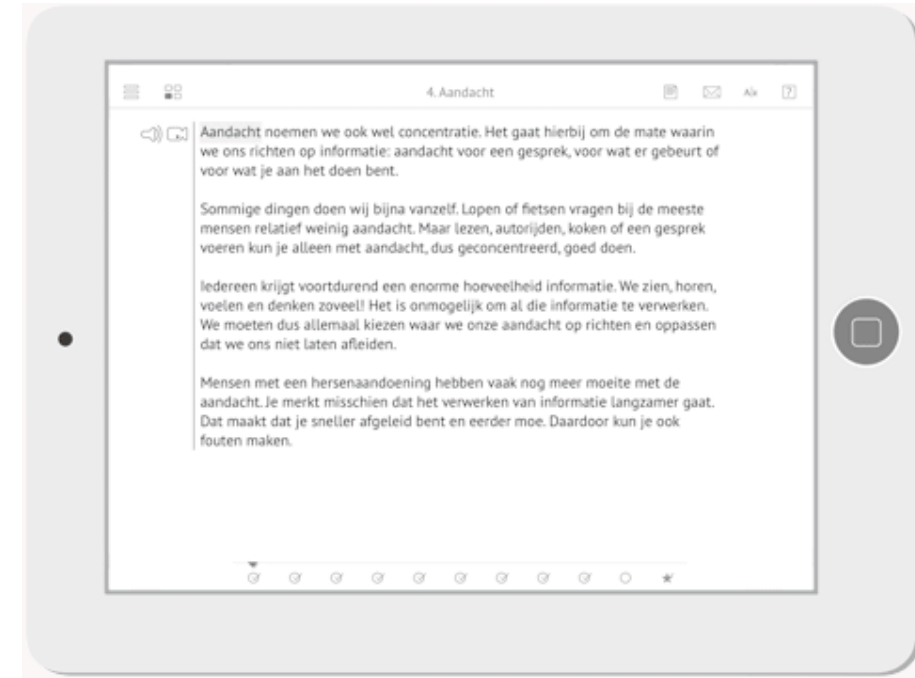 4. Aandacht
Aandacht noemen we ook wel concentratie. Het gaat hierbij om de mate waarin
we ons richten op informatie: aandacht voor een gesprek, voor wat er gebeurt of
voor wat je aan het doen bent.
Sommige dingen doen wij bijna vanzelf. Lopen of fietsen vragen bij de meeste
mensen relatief weinig aandacht. Maar lezen, autorijden, koken of een gesprek
voeren kun je alleen met aandacht, dus geconcentreerd, goed doen.
Iedereen krijgt voortdurend een enorme hoeveelheid informatie. We zien, horen,
voelen en denken zoveel! Het is onmogelijk om al die informatie te verwerken.
We moeten dus allemaal kiezen waar we onze aandacht op richten en oppassen
dat we ons niet laten afleiden.
Mensen met een hersenaandoening hebben vaak nog meer moeite met de
aandacht. Je merkt misschien dat het verwerken van informatie langzamer gaat.
Dat maakt dat je sneller afgeleid bent en eerder moe. Daardoor kun je ook
fouten maken.